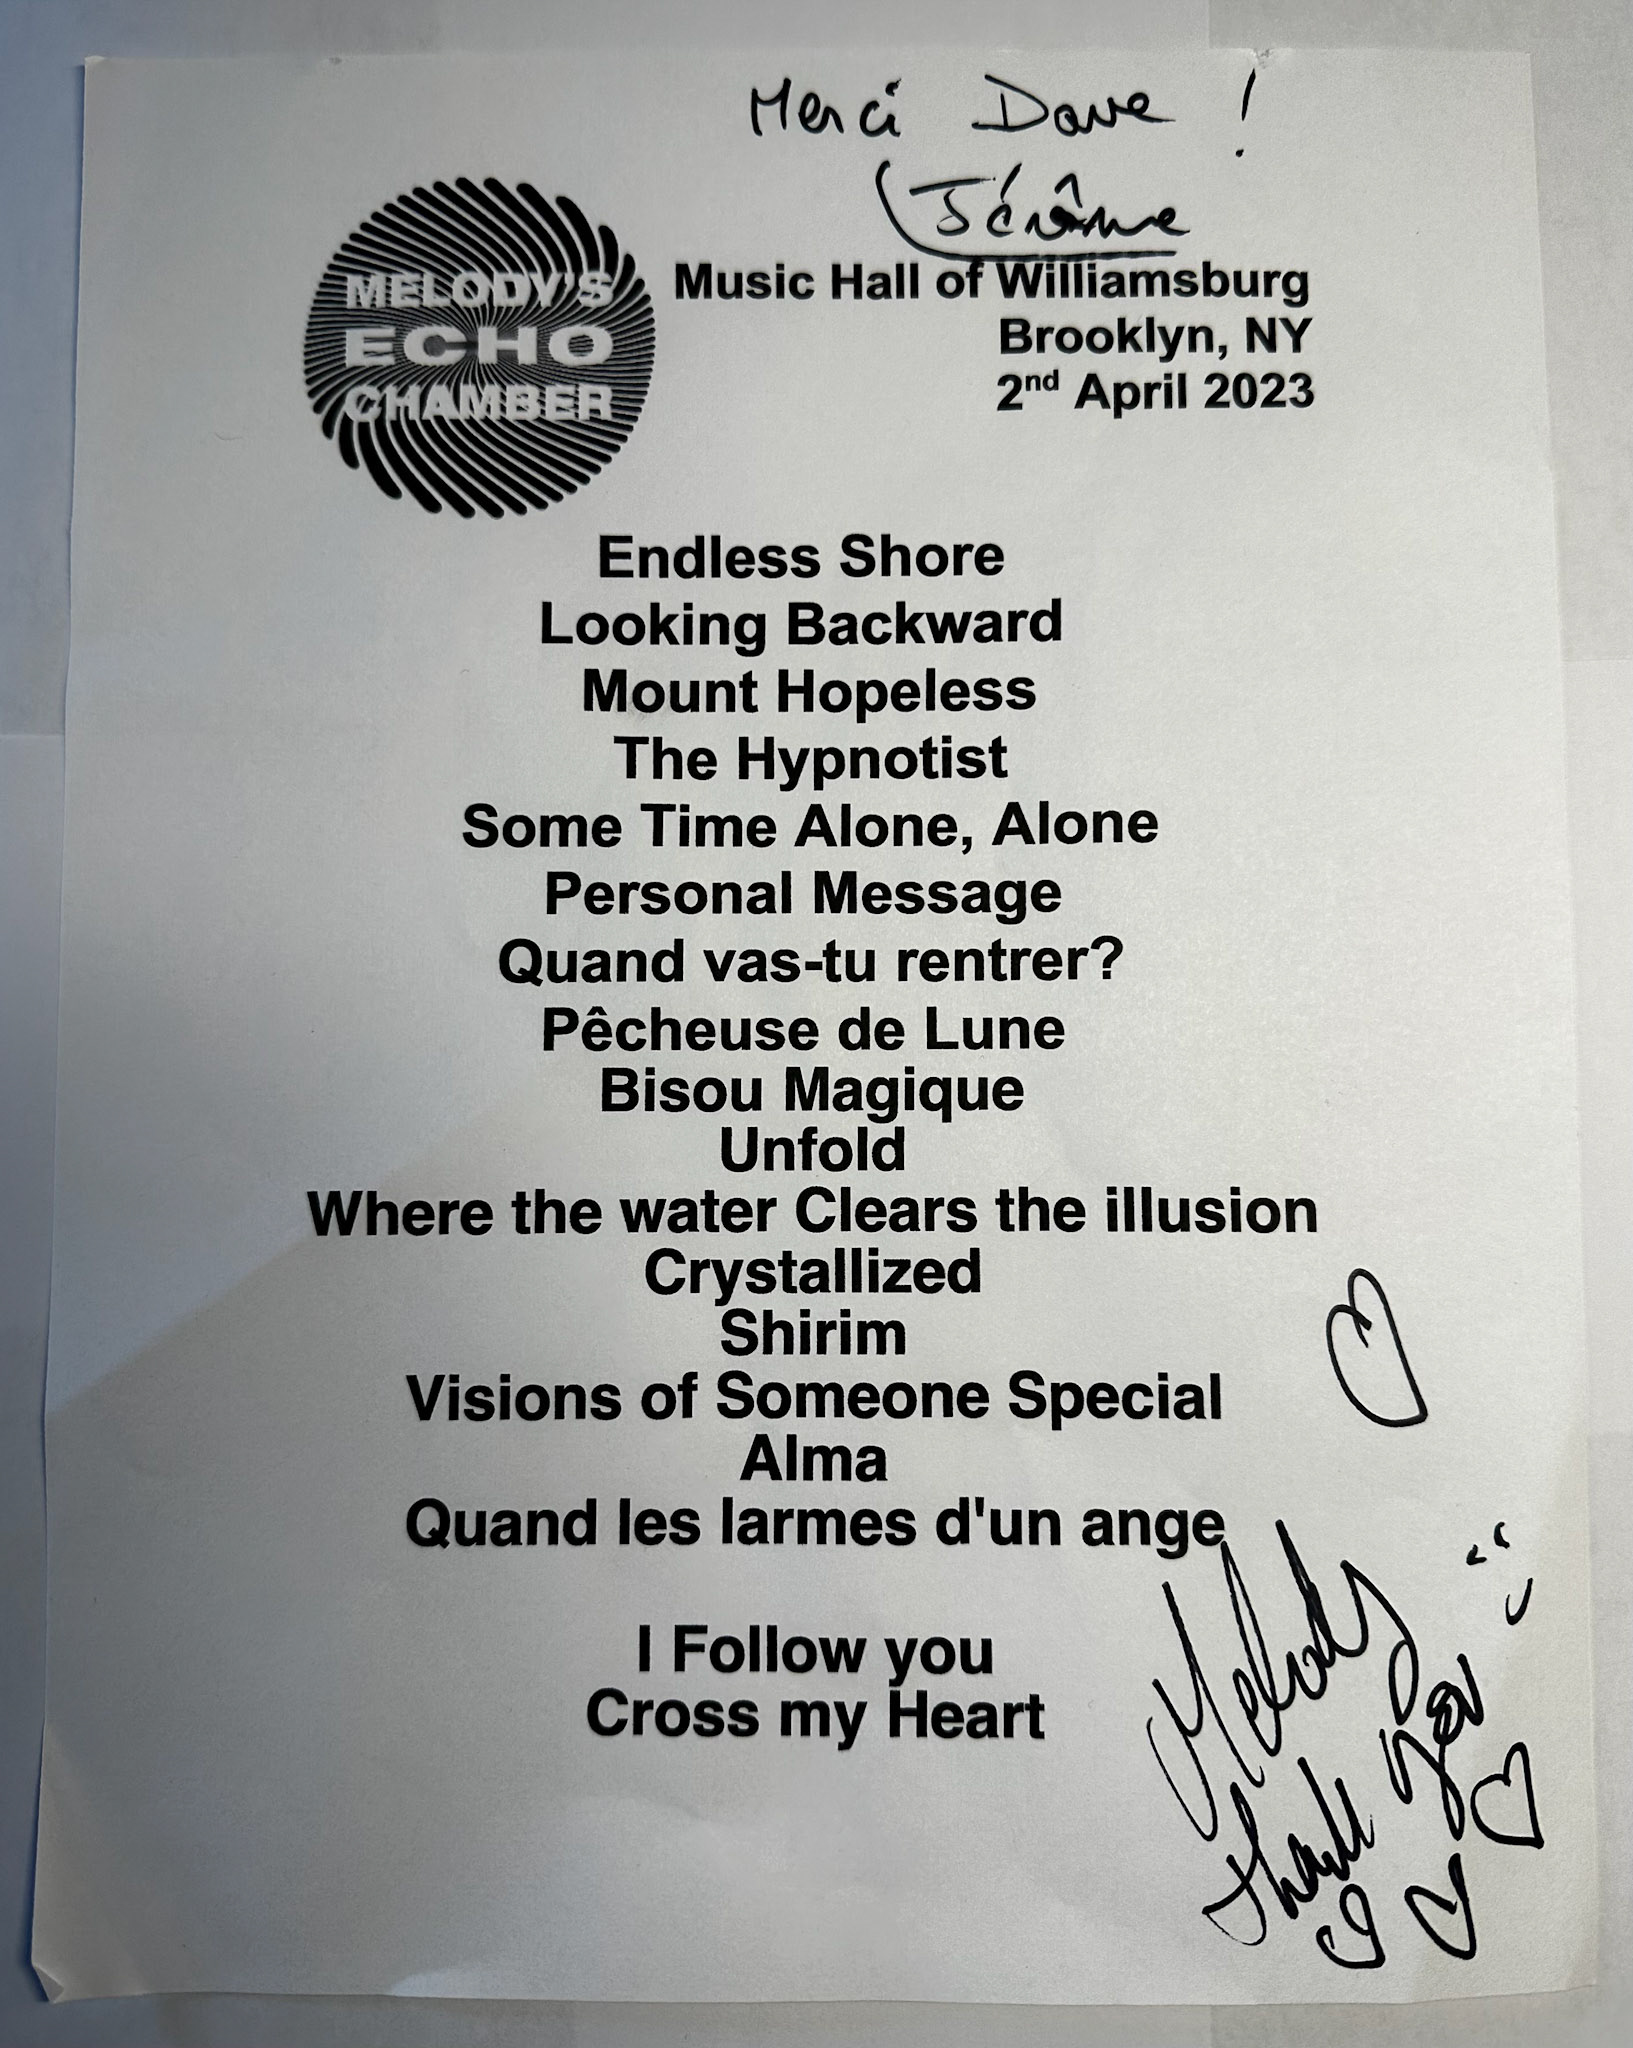 Merci Dave !
Jérôme
MELODY'S
ECHO
CHAMBER
Music Hall of Williamsburg
Brooklyn, NY
2nd April 2023
Endless Shore
Looking Backward
Mount Hopeless
The Hypnotist
Some Time Alone, Alone
Personal Message
Quand vas-tu rentrer?
Pêcheuse de Lune
Bisou Magique
Unfold
Where the water Clears the illusion
Crystallized
Shirim
Visions of Someone Special
Alma
Quand les larmes d'un ange
I Follow you
Cross my Heart
Melody
Thank you